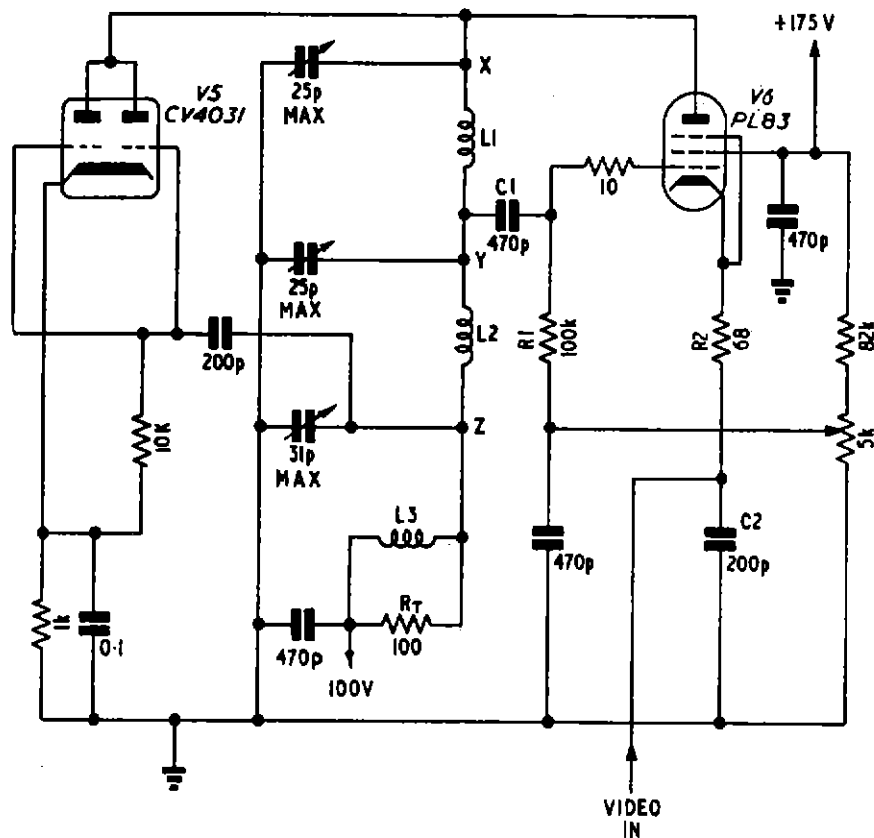 +175V
V5
CV4031
X
25p
MAX
V6
PL83
L1
C1
470p
10
470p
Y
25p
MAX
L2
R1
100k
R2
68
82k
200p
Z
5k
10k
31p
MAX
L3
C2
200p
470p
1k
0·1
470p
RT
100
100V
VIDEO
IN